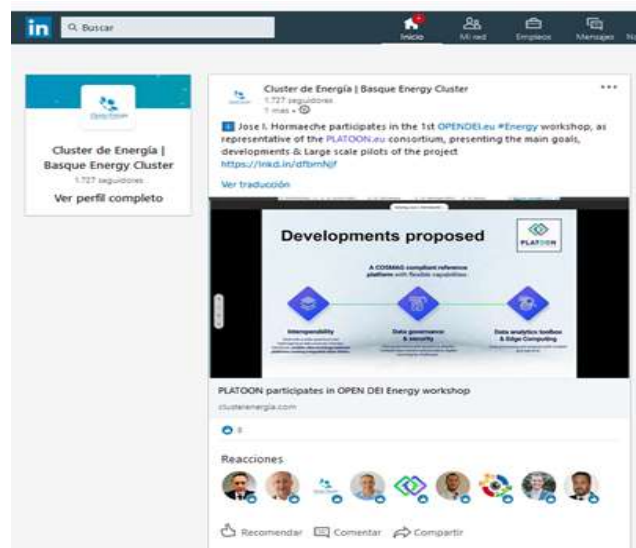 in
Buscar
Inicio
Mi red
Empleos
Mensajes
Cluster de Energía |
Basque Energy Cluster
1.727 seguidores
Ver perfil completo
Cluster de Energía | Basque Energy Cluster
1.727 seguidores
1 mes
Jose I. Hormaeche participates in the 1st OPENDEI.eu #Energy workshop, as
representative of the PLATOON.eu consortium, presenting the main goals,
developments & Large scale pilots of the project
Ver traducción
Developments proposed
PLATOON
A COSMAG compliant reference
platform with flexible capabilities
Interoperability
Data governance
& security
Data analytics toolbox
& Edge Computing
PLATOON participates in OPEN DEI Energy workshop
clusterenergia.com
8
Reacciones
Recomendar
Comentar
Compartir